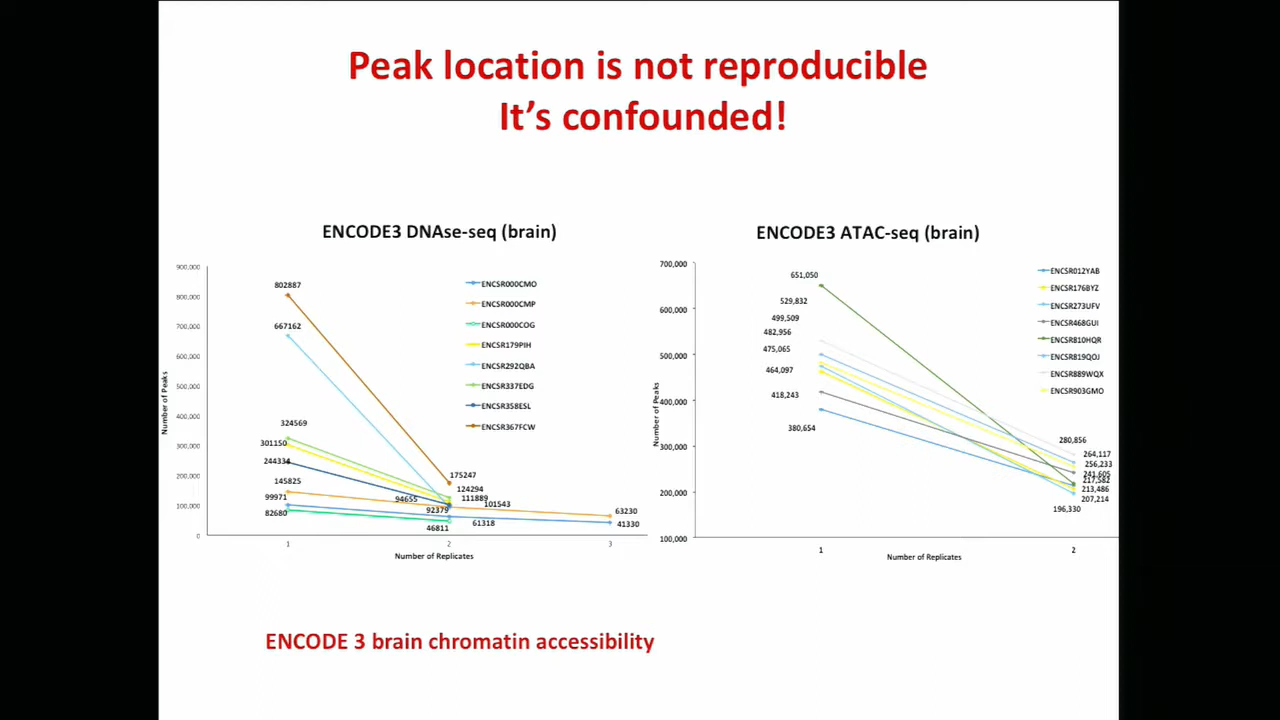 Peak location is not reproducible
It's confounded!
ENCODE3 DNAse-seq (brain)
900,000
800,000
700,000
600,000
500,000
400,000
300,000
200,000
100,000
0
Number of Peaks
802887
667162
324569
301150
244334
145825
99971
82680
175247
124294
111889
94655
101543
92379
61318
46811
63230
41330
ENCSR000CMO
ENCSR000CMP
ENCSR000COG
ENCSR179PIH
ENCSR292QBA
ENCSR337EDG
ENCSR358ESL
ENCSR367FCW
1
2
3
Number of Replicates
ENCODE3 ATAC-seq (brain)
700,000
600,000
500,000
400,000
300,000
200,000
100,000
Number of Peaks
651,050
529,832
499,509
482,956
475,065
464,097
418,243
380,654
280,856
264,117
256,233
241,605
217,582
213,486
207,214
196,330
ENCSR012YAB
ENCSR176BYZ
ENCSR273UFV
ENCSR468GUI
ENCSR810HQR
ENCSR819QOJ
ENCSR889WQX
ENCSR903GMO
1
2
Number of Replicates
ENCODE 3 brain chromatin accessibility